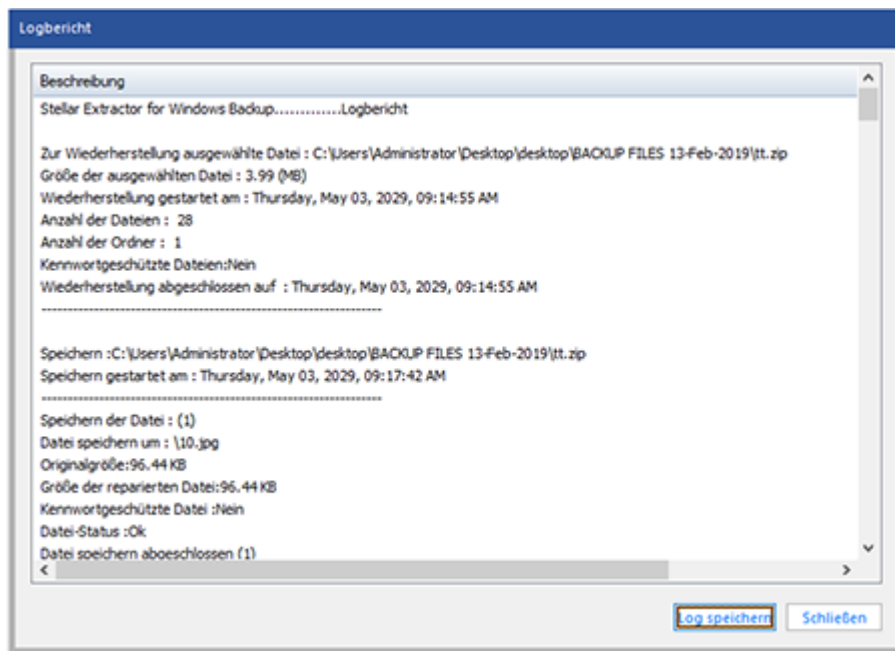 Logbericht
Beschreibung
Stellar Extractor for Windows Backup..............Logbericht
Zur Wiederherstellung ausgewählte Datei : C:\Users\Administrator\Desktop\desktop\BACKUP FILES 13-Feb-2019\tt.zip
Größe der ausgewählten Datei : 3.99 (MB)
Wiederherstellung gestartet am : Thursday, May 03, 2029, 09:14:55 AM
Anzahl der Dateien :  28
Anzahl der Ordner :  1
Kennwortgeschützte Dateien:Nein
Wiederherstellung abgeschlossen auf  : Thursday, May 03, 2029, 09:14:55 AM
------------------------------------------------------------------
Speichern :C:\Users\Administrator\Desktop\desktop\BACKUP FILES 13-Feb-2019\tt.zip
Speichern gestartet am : Thursday, May 03, 2029, 09:17:42 AM
------------------------------------------------------------------
Speichern der Datei : (1)
Datei speichern um : \10.jpg
Originalgröße:96.44 KB
Größe der reparierten Datei:96.44 KB
Kennwortgeschützte Datei :Nein
Datei-Status :Ok
Datei speichern abgeschlossen (1)
Log speichern
Schließen